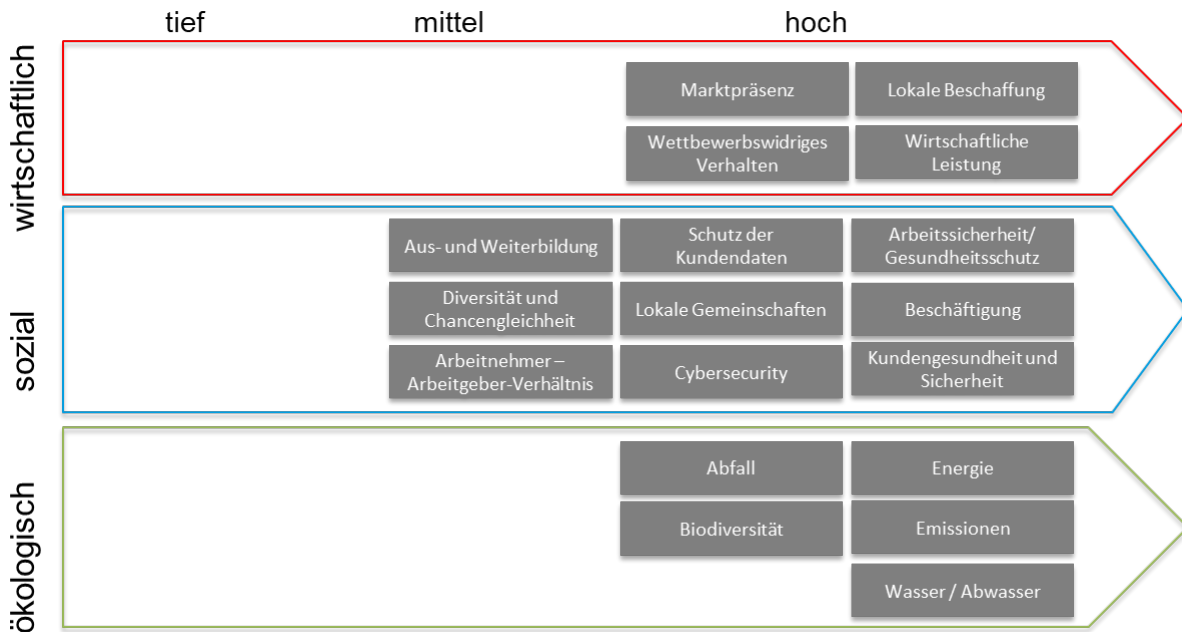 tief mittel hoch
wirtschaftlich
Marktpräsenz
Lokale Beschaffung
Wettbewerbswidriges
Verhalten
Wirtschaftliche
Leistung
sozial
Aus- und Weiterbildung
Schutz der
Kundendaten
Arbeitssicherheit/
Gesundheitsschutz
Diversität und
Chancengleichheit
Lokale Gemeinschaften
Beschäftigung
Arbeitnehmer –
Arbeitgeber-Verhältnis
Cybersecurity
Kundengesundheit und
Sicherheit
ökologisch
Abfall
Energie
Biodiversität
Emissionen
Wasser / Abwasser